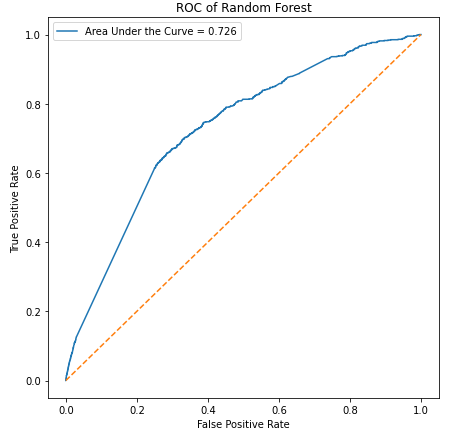 ROC of Random Forest
Area Under the Curve = 0.726
True Positive Rate
1.0
0.8
0.6
0.4
0.2
0.0
0.0 0.2 0.4 0.6 0.8 1.0
False Positive Rate